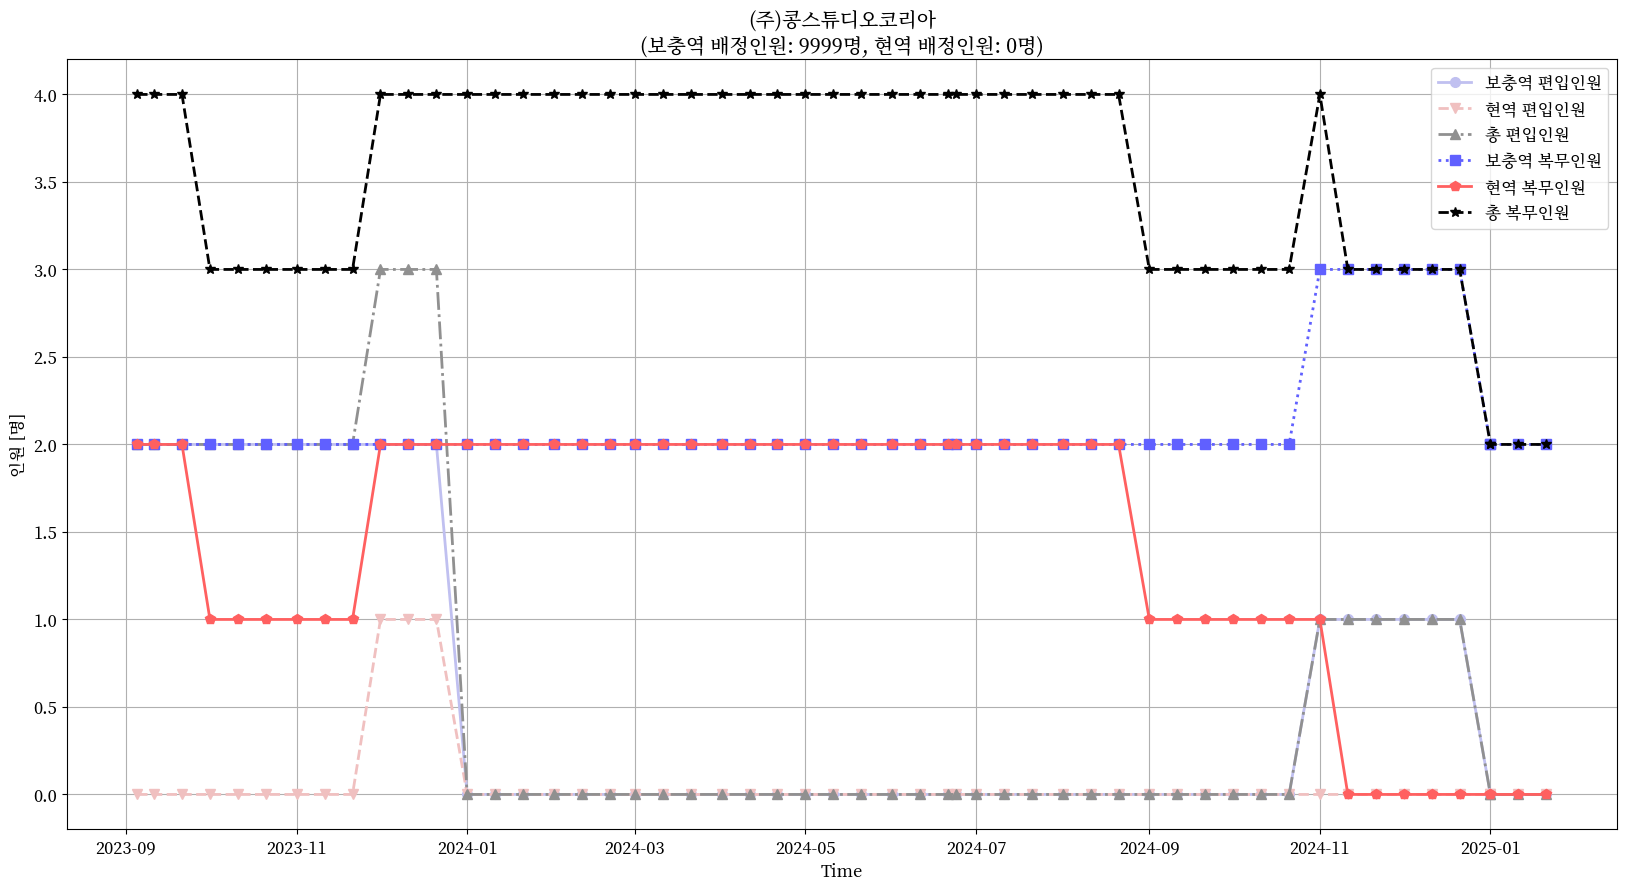 (주)콩스튜디오코리아
(보충역 배정인원: 9999명, 현역 배정인원: 0명)
보충역 편입인원
현역 편입인원
총 편입인원
보충역 복무인원
현역 복무인원
총 복무인원
인원 [명]
4.0
3.5
3.0
2.5
2.0
1.5
1.0
0.5
0.0
2023-09
2023-11
2024-01
2024-03
2024-05
2024-07
2024-09
2024-11
2025-01
Time